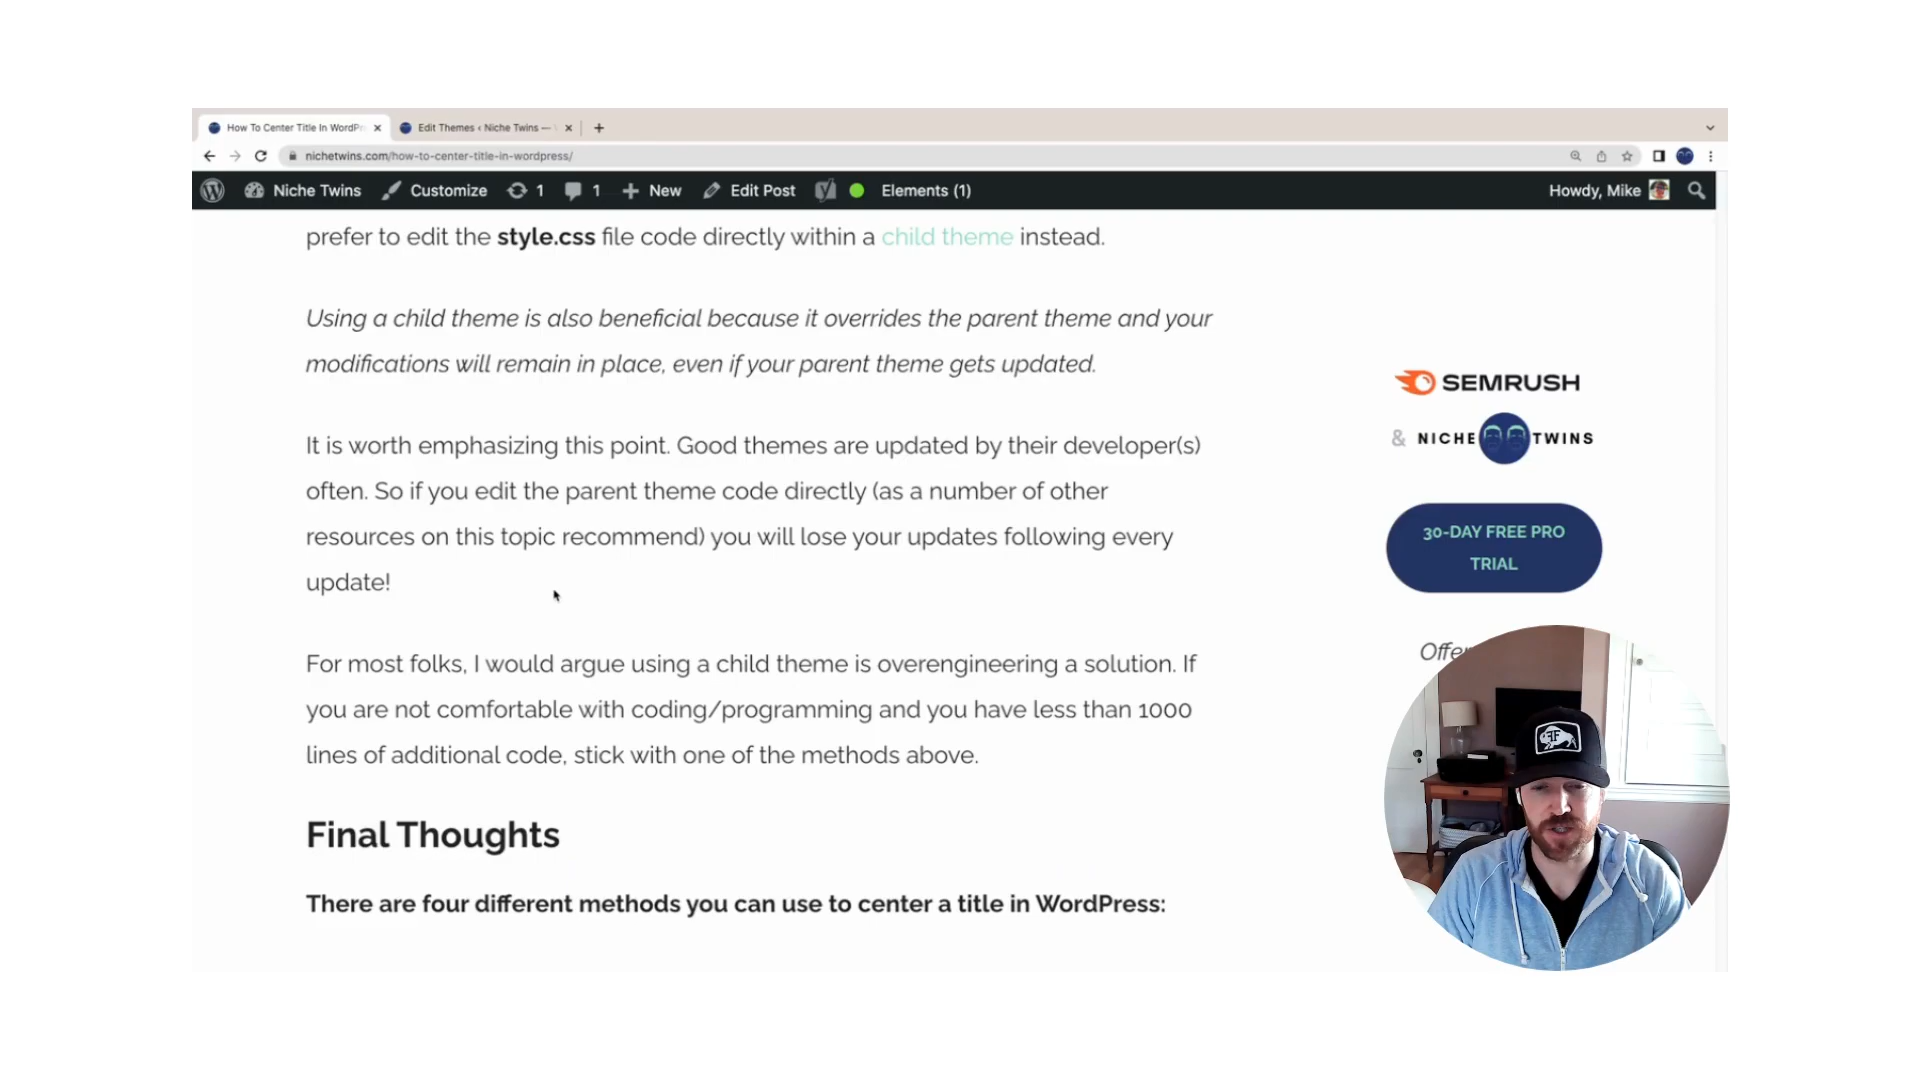 How To Center Title In WordPr
Edit Themes ‹ Niche Twins —
nichetwins.com/how-to-center-title-in-wordpress/
Niche Twins Customize 1 1 New Edit Post Elements (1) Howdy, Mike
prefer to edit the style.css file code directly within a child theme instead.
Using a child theme is also beneficial because it overrides the parent theme and your
modifications will remain in place, even if your parent theme gets updated.
It is worth emphasizing this point. Good themes are updated by their developer(s)
often. So if you edit the parent theme code directly (as a number of other
resources on this topic recommend) you will lose your updates following every
update!
For most folks, I would argue using a child theme is overengineering a solution. If
you are not comfortable with coding/programming and you have less than 1000
lines of additional code, stick with one of the methods above.
Final Thoughts
There are four different methods you can use to center a title in WordPress:
SEMRUSH
& NICHE TWINS
30-DAY FREE PRO
TRIAL
FF